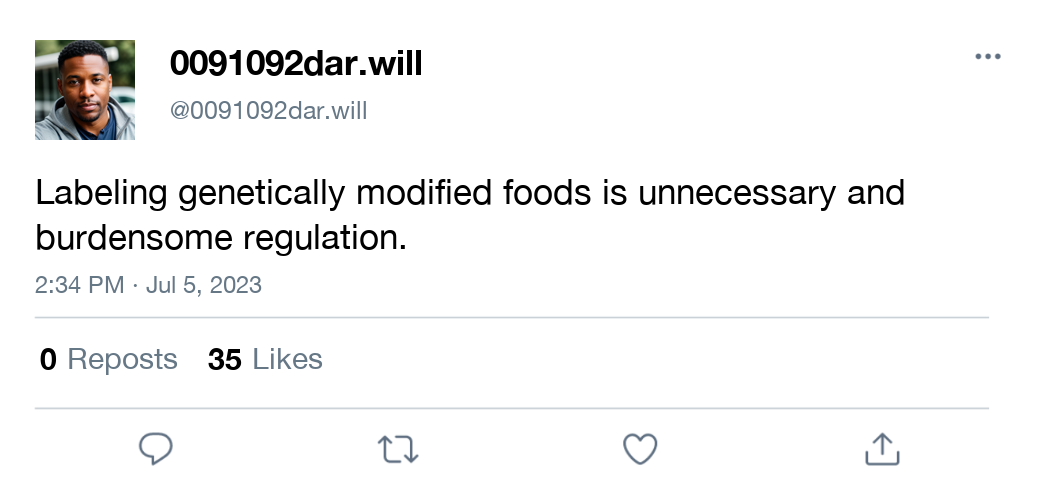 0091092dar.will
@0091092dar.will
Labeling genetically modified foods is unnecessary and
burdensome regulation.
2:34 PM · Jul 5, 2023
0 Reposts 35 Likes